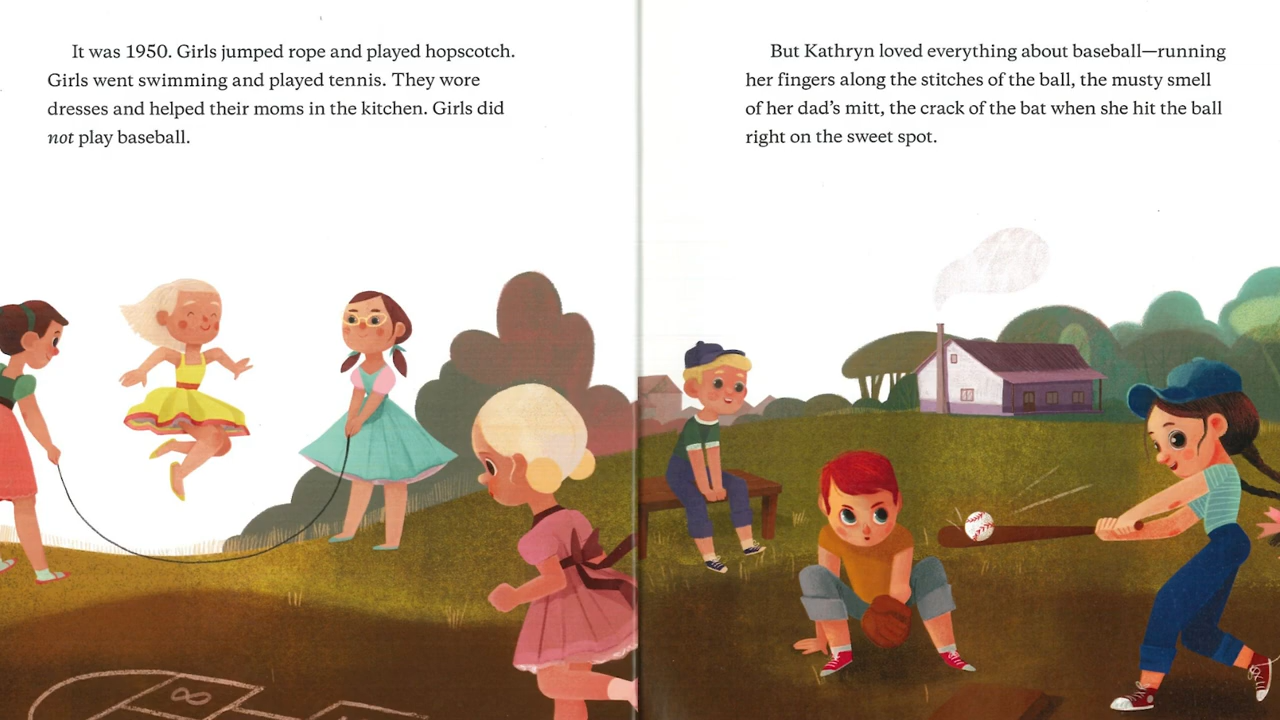 It was 1950. Girls jumped rope and played hopscotch.
Girls went swimming and played tennis. They wore
dresses and helped their moms in the kitchen. Girls did
not play baseball.
But Kathryn loved everything about baseball—running
her fingers along the stitches of the ball, the musty smell
of her dad’s mitt, the crack of the bat when she hit the ball
right on the sweet spot.
8